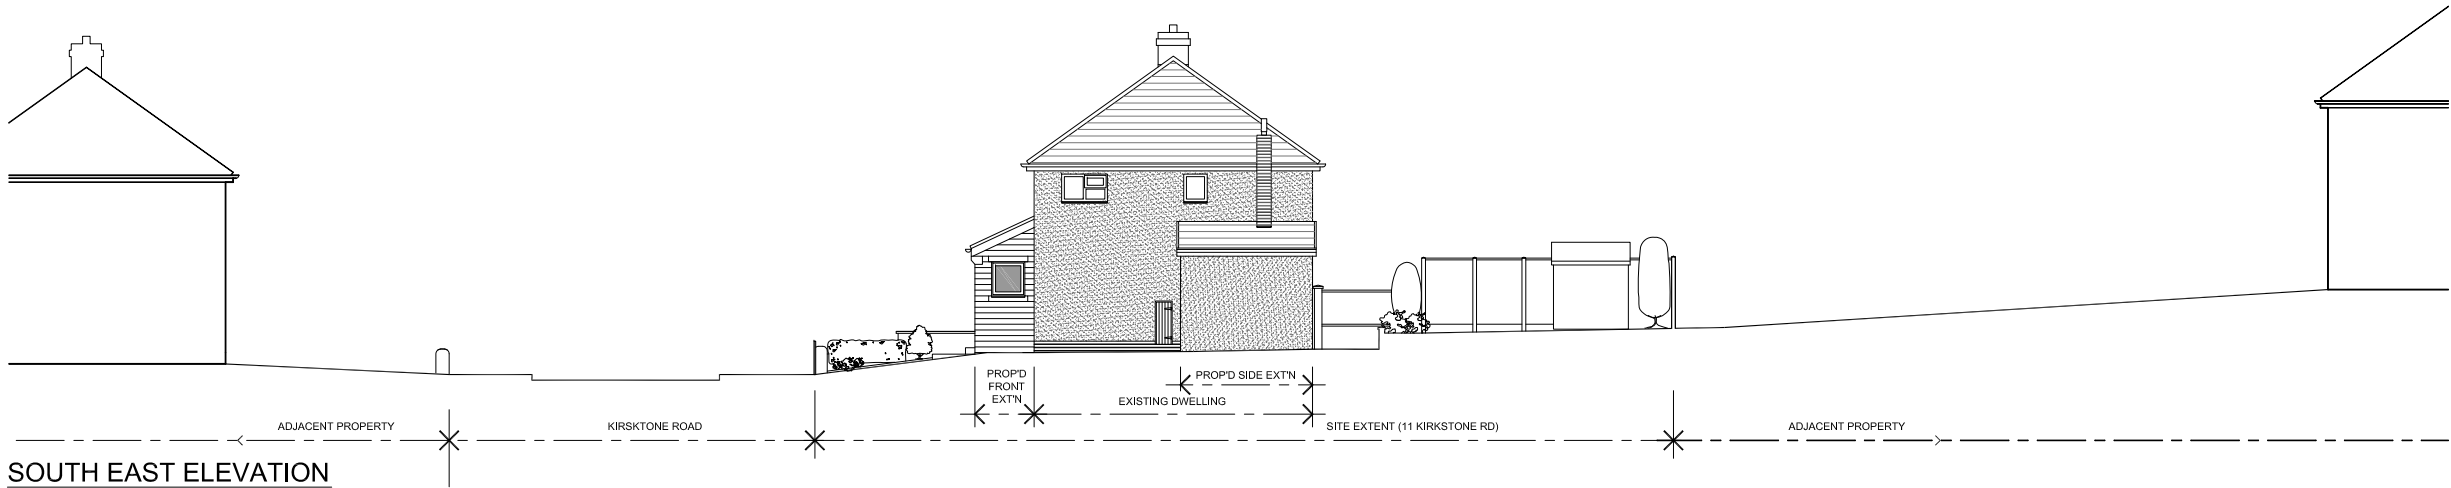 PROP'D
FRONT
EXT'N
PROP'D SIDE EXT'N
EXISTING DWELLING
ADJACENT PROPERTY
KIRSKTONE ROAD
SITE EXTENT (11 KIRKSTONE RD)
ADJACENT PROPERTY
SOUTH EAST ELEVATION